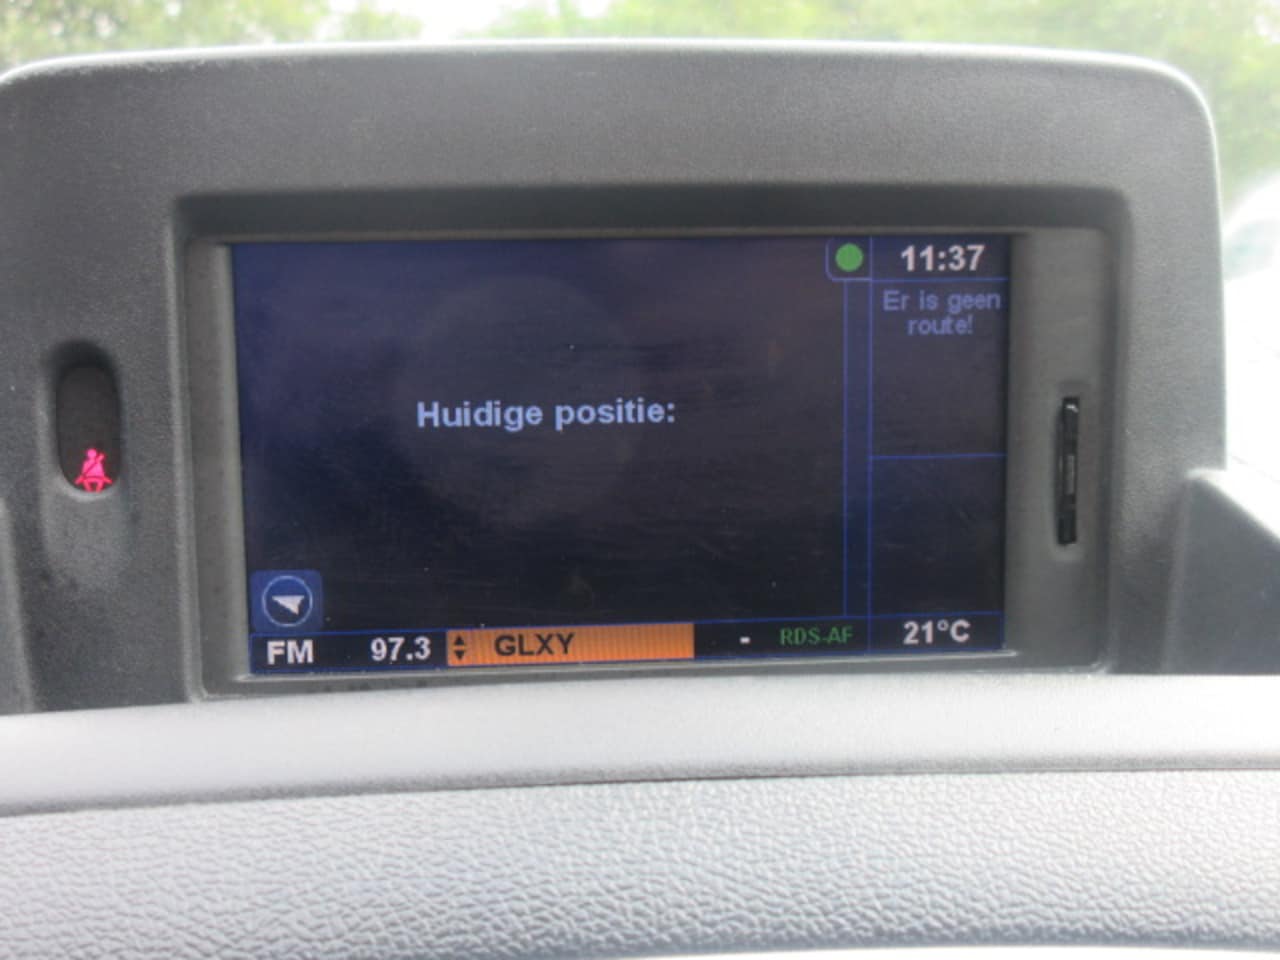 11:37
Er is geen
route!
Huidige positie:
FM 97.3 GLXY - RDS-AF 21°C